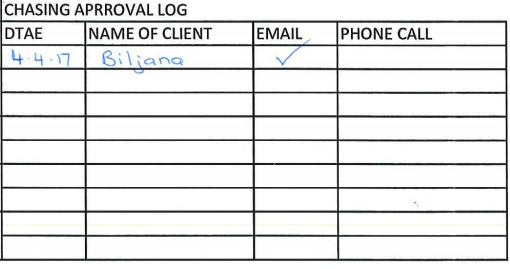 CHASING APRROVAL LOG
DTAE NAME OF CLIENT EMAIL PHONE CALL
4.4.17 Biljana ✓